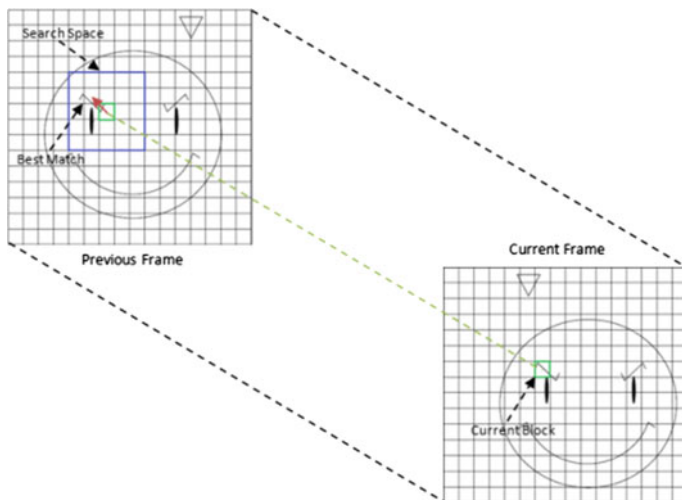 Search Space
Best Match
Previous Frame
Current Frame
Current Block